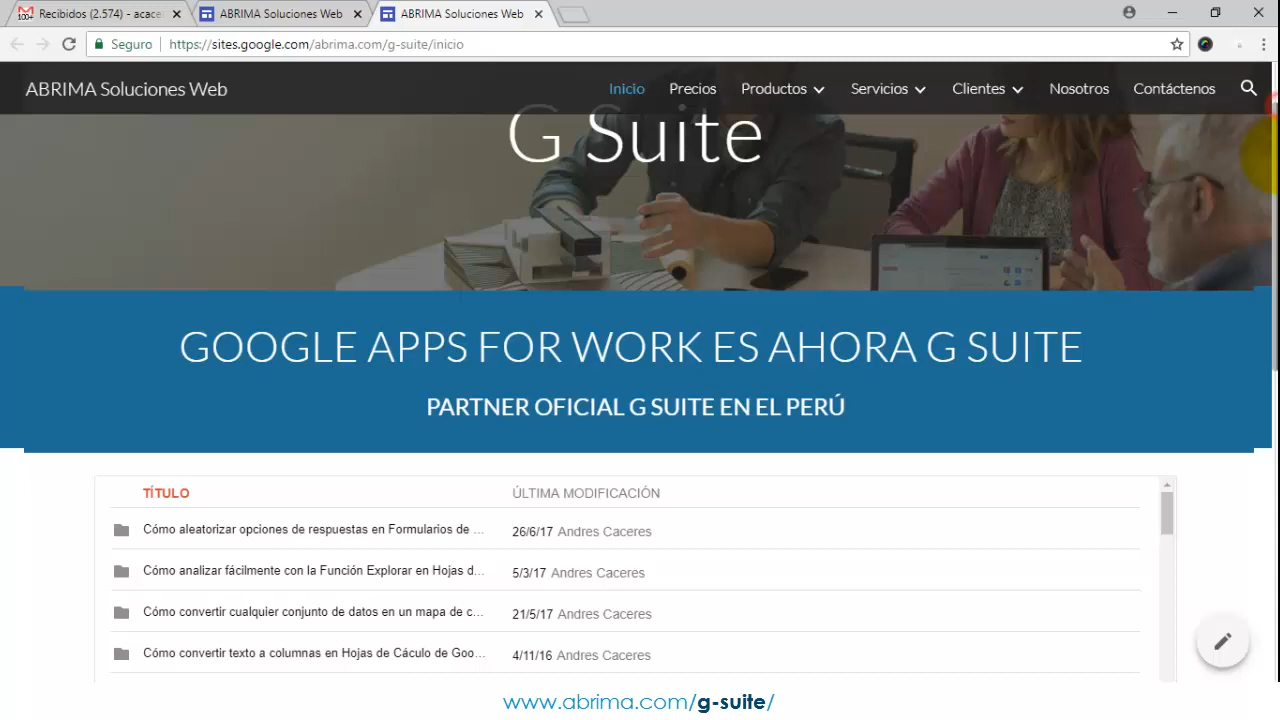 100+ Recibidos (2.574) - acace
ABRIMA Soluciones Web
ABRIMA Soluciones Web
Seguro
https://sites.google.com/abrima.com/g-suite/inicio
ABRIMA Soluciones Web
Inicio Precios Productos Servicios Clientes Nosotros Contáctenos
G Suite
GOOGLE APPS FOR WORK ES AHORA G SUITE
PARTNER OFICIAL G SUITE EN EL PERÚ
TÍTULO ÚLTIMA MODIFICACIÓN
Cómo aleatorizar opciones de respuestas en Formularios de ... 26/6/17 Andres Caceres
Cómo analizar fácilmente con la Función Explorar en Hojas d... 5/3/17 Andres Caceres
Cómo convertir cualquier conjunto de datos en un mapa de c... 21/5/17 Andres Caceres
Cómo convertir texto a columnas en Hojas de Cáculo de Goo... 4/11/16 Andres Caceres
www.abrima.com/g-suite/